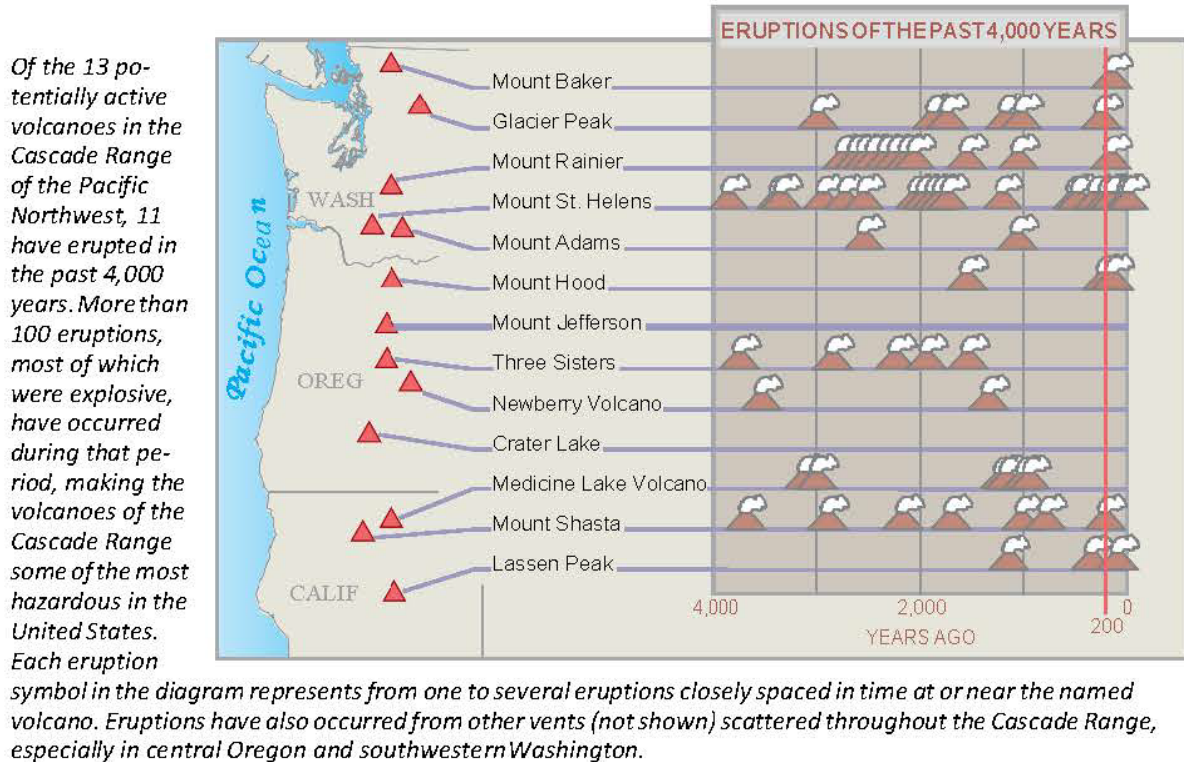 Of the 13 po-
tentially active
volcanoes in the
Cascade Range
of the Pacific
Northwest, 11
have erupted in
the past 4,000
years. More than
100 eruptions,
most of which
were explosive,
have occurred
during that pe-
riod, making the
volcanoes of the
Cascade Range
some of the most
hazardous in the
United States.
Each eruption
symbol in the diagram represents from one to several eruptions closely spaced in time at or near the named
volcano. Eruptions have also occurred from other vents (not shown) scattered throughout the Cascade Range,
especially in central Oregon and southwestern Washington.
Pacific Ocean
WASH
OREG
CALIF
ERUPTIONS OF THE PAST 4,000 YEARS
Mount Baker
Glacier Peak
Mount Rainier
Mount St. Helens
Mount Adams
Mount Hood
Mount Jefferson
Three Sisters
Newberry Volcano
Crater Lake
Medicine Lake Volcano
Mount Shasta
Lassen Peak
4,000 2,000 0
200
YEARS AGO